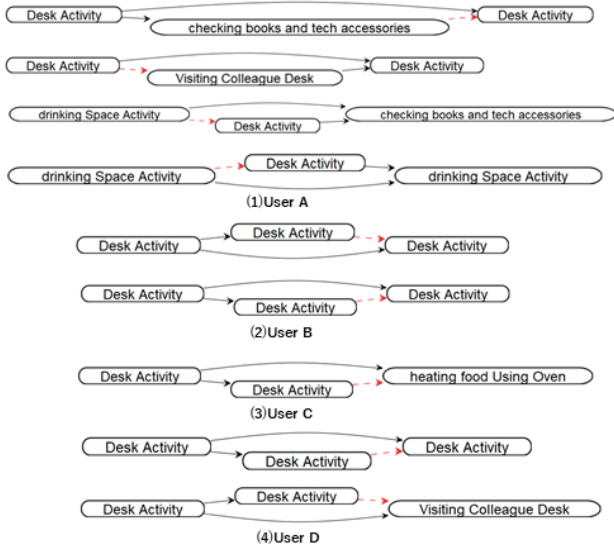 Desk Activity
checking books and tech accessories
Desk Activity
Desk Activity
Visiting Colleague Desk
Desk Activity
drinking Space Activity
Desk Activity
checking books and tech accessories
drinking Space Activity
Desk Activity
drinking Space Activity
(1)User A
Desk Activity
Desk Activity
Desk Activity
Desk Activity
Desk Activity
Desk Activity
(2)User B
Desk Activity
Desk Activity
heating food Using Oven
(3)User C
Desk Activity
Desk Activity
Desk Activity
Desk Activity
Desk Activity
Visiting Colleague Desk
(4)User D